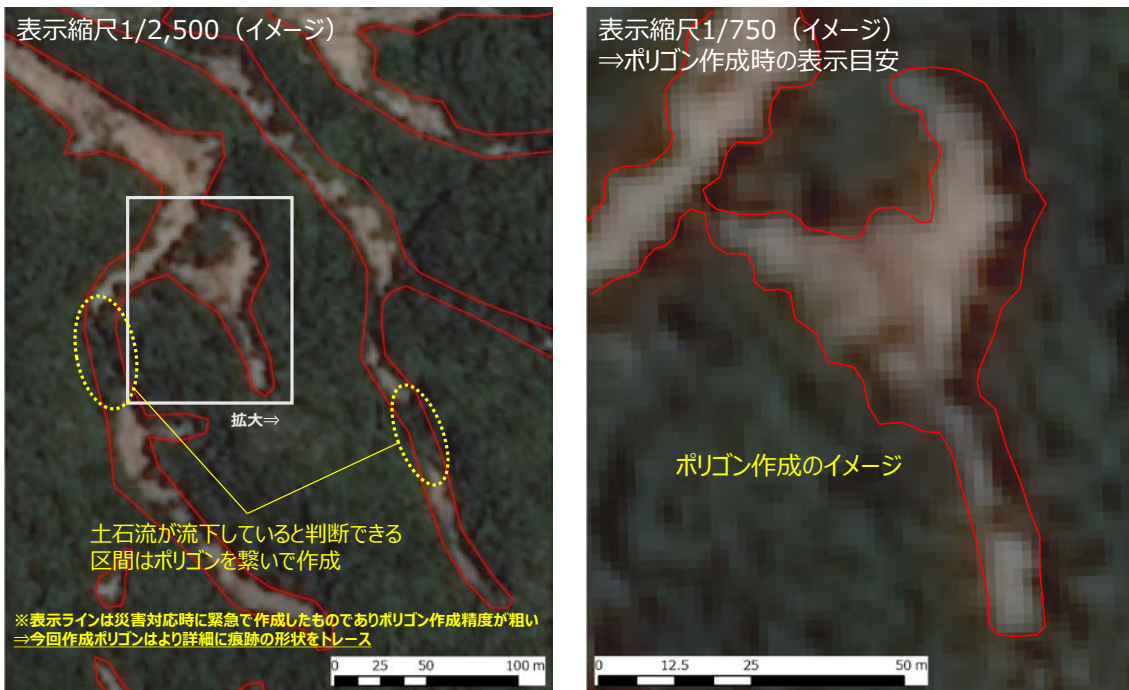 表示縮尺1/2,500（イメージ）
拡大⇒
土石流が流下していると判断できる
区間はポリゴンを繋いで作成
※表示ラインは災害対応時に緊急で作成したものでありポリゴン作成精度が粗い
⇒今回作成ポリゴンはより詳細に痕跡の形状をトレース
0 25 50 100 m
表示縮尺1/750（イメージ）
⇒ポリゴン作成時の表示目安
ポリゴン作成のイメージ
0 12.5 25 50 m